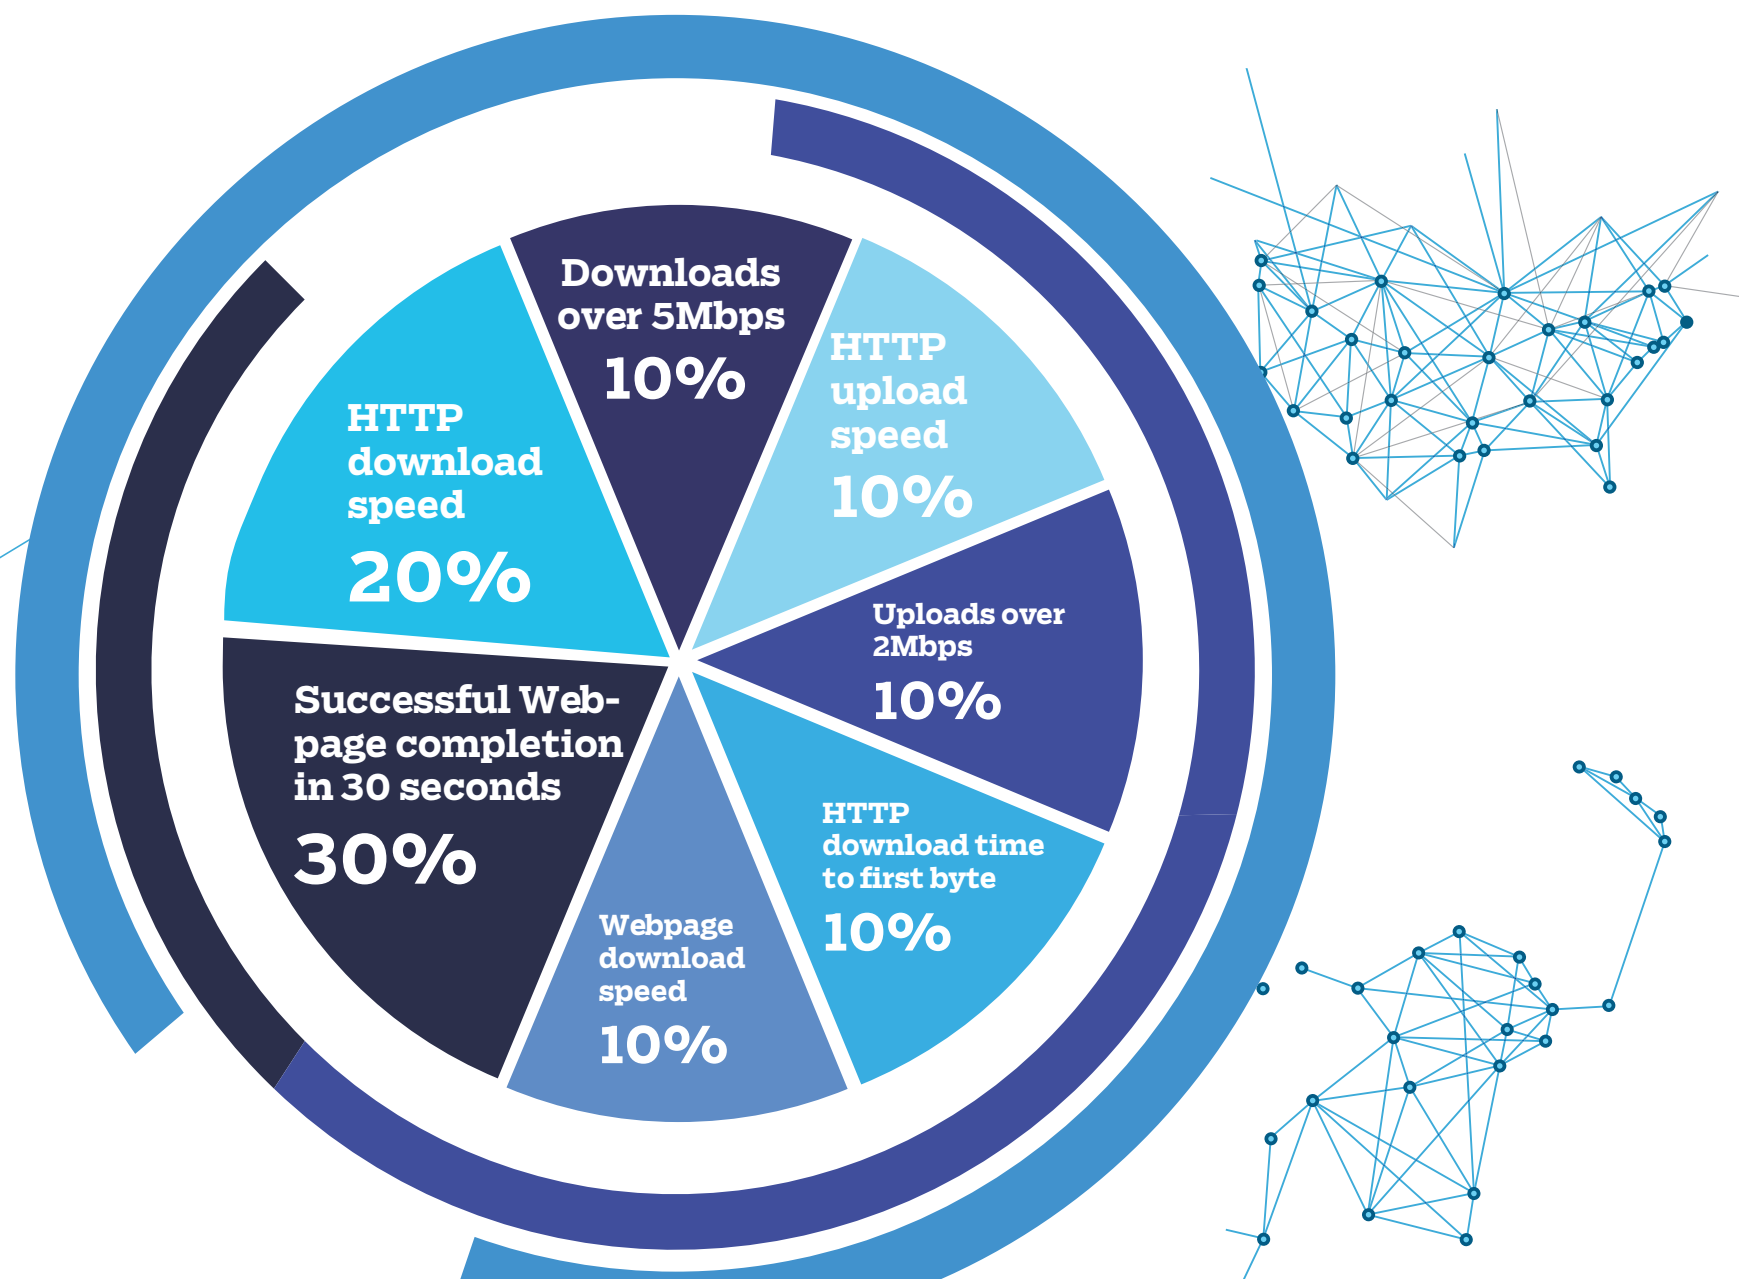 Downloads
over 5Mbps
10%
HTTP
upload
speed
10%
Uploads over
2Mbps
10%
HTTP
download time
to first byte
10%
Webpage
download
speed
10%
Successful Web-
page completion
in 30 seconds
30%
HTTP
download
speed
20%